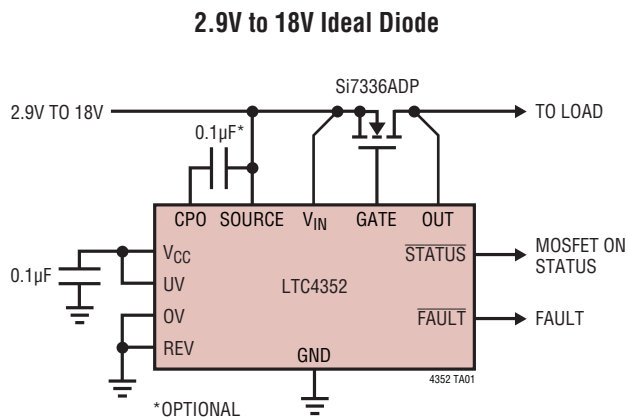 2.9V to 18V Ideal Diode
Si7336ADP
2.9V TO 18V
TO LOAD
0.1µF*
CPO SOURCE VIN GATE OUT
VCC
STATUS
MOSFET ON
STATUS
0.1µF
UV
LTC4352
OV
FAULT
FAULT
REV
GND
4352 TA01
*OPTIONAL